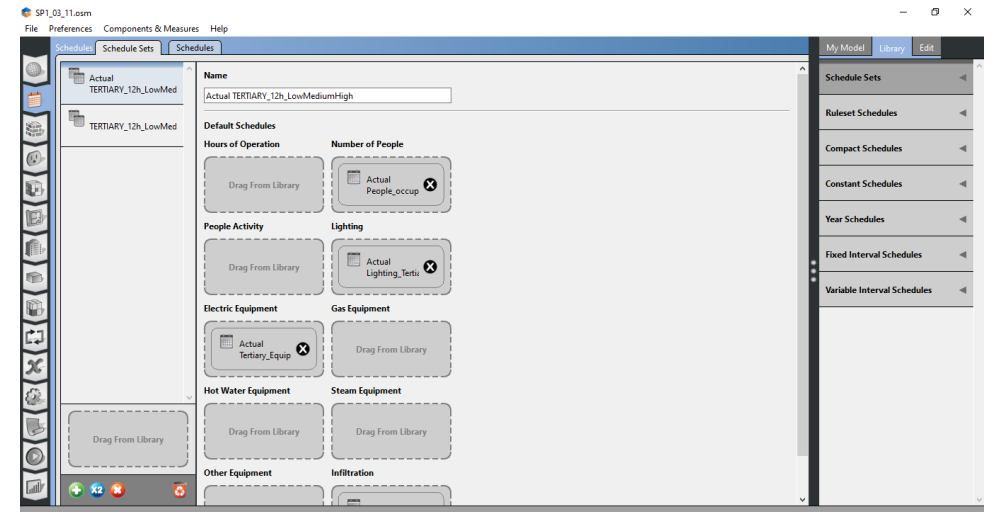 SP1_03_11.osm
File Preferences Components & Measures Help
Schedules Schedule Sets Schedules
My Model Library Edit
Actual
TERTIARY_12h_LowMed
TERTIARY_12h_LowMed
Name
Actual TERTIARY_12h_LowMediumHigh
Default Schedules
Hours of Operation Number of People
Drag From Library
Actual
People_occup
People Activity Lighting
Drag From Library
Actual
Lighting_Tertia
Electric Equipment Gas Equipment
Actual
Tertiary_Equip
Drag From Library
Hot Water Equipment Steam Equipment
Drag From Library Drag From Library
Other Equipment Infiltration
Drag From Library
X2
Schedule Sets
Ruleset Schedules
Compact Schedules
Constant Schedules
Year Schedules
Fixed Interval Schedules
Variable Interval Schedules